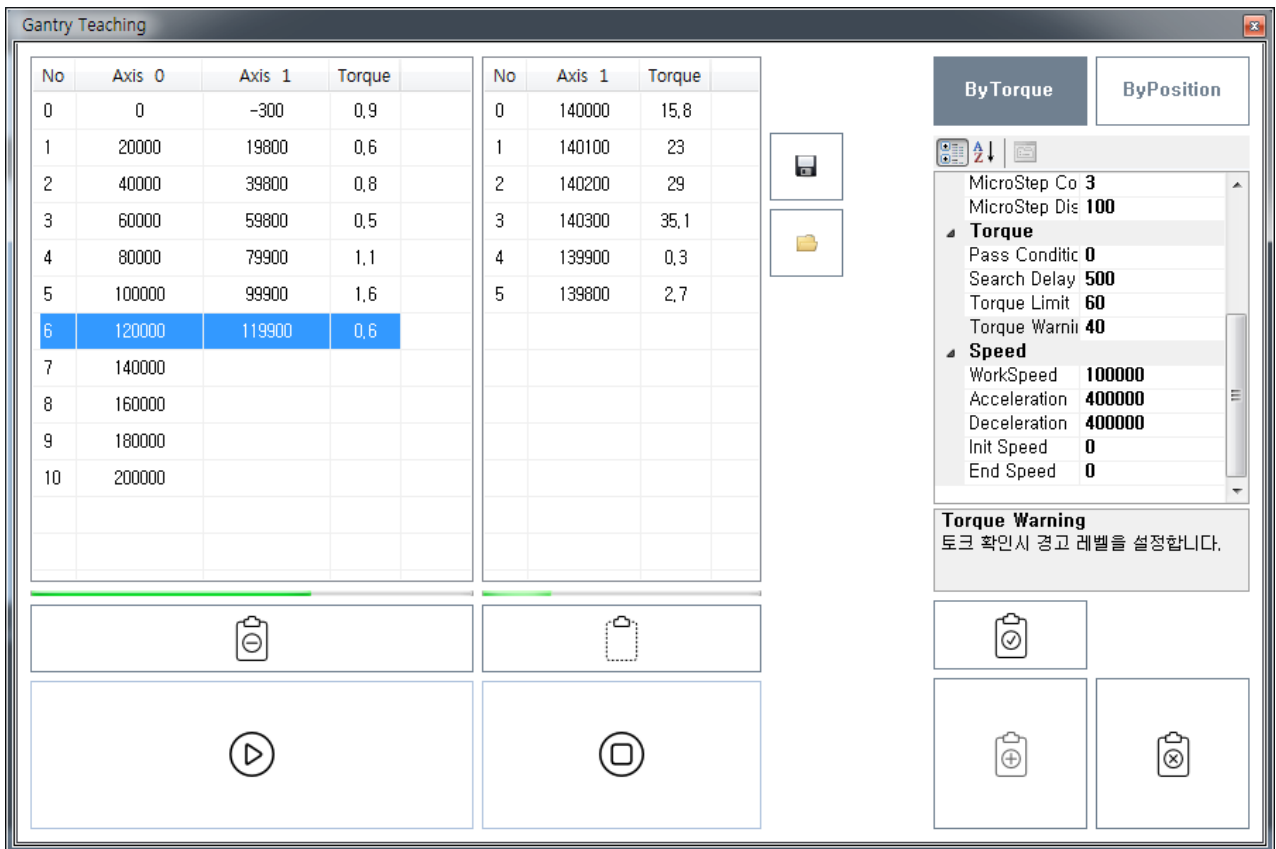 Gantry Teaching
No Axis 0 Axis 1 Torque
0 0 -300 0,9
1 20000 19800 0,6
2 40000 39800 0,8
3 60000 59800 0,5
4 80000 79900 1,1
5 100000 99900 1,6
6 120000 119900 0,6
7 140000
8 160000
9 180000
10 200000
No Axis 1 Torque
0 140000 15,8
1 140100 23
2 140200 29
3 140300 35,1
4 139900 0,3
5 139800 2,7
ByTorque ByPosition
MicroStep Co 3
MicroStep Dis 100
Torque
Pass Conditic 0
Search Delay 500
Torque Limit 60
Torque Warnii 40
Speed
WorkSpeed 100000
Acceleration 400000
Deceleration 400000
Init Speed 0
End Speed 0
Torque Warning
토크 확인시 경고 레벨을 설정합니다.